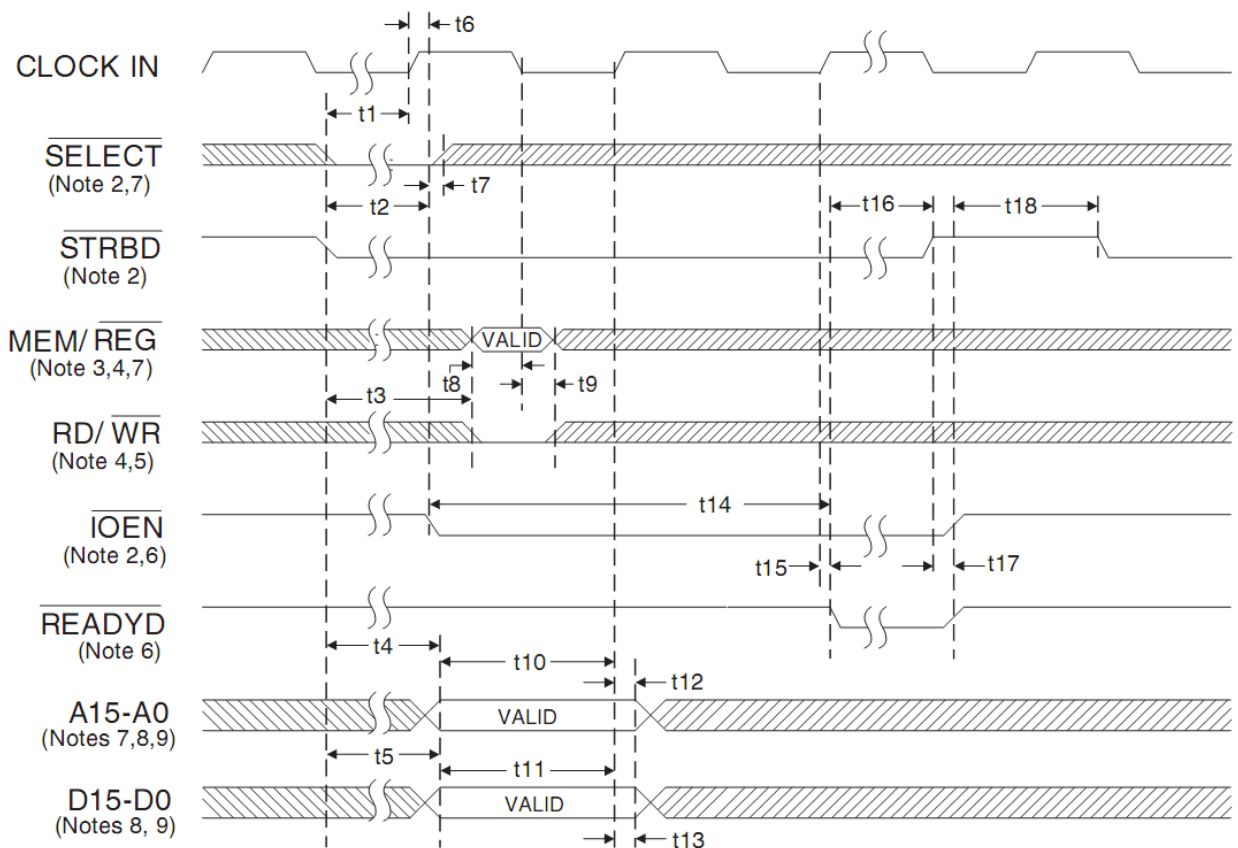 t6
CLOCK IN
t1
SELECT
(Note 2,7)
t7
t2
t16
t18
STRBD
(Note 2)
MEM/ REG
(Note 3,4,7)
VALID
t8
t9
t3
RD/ WR
(Note 4,5)
t14
IOEN
(Note 2,6)
t15
t17
READYD
(Note 6)
t4
t10
t12
A15-A0
(Notes 7,8,9)
VALID
t5
t11
D15-D0
(Notes 8, 9)
VALID
t13